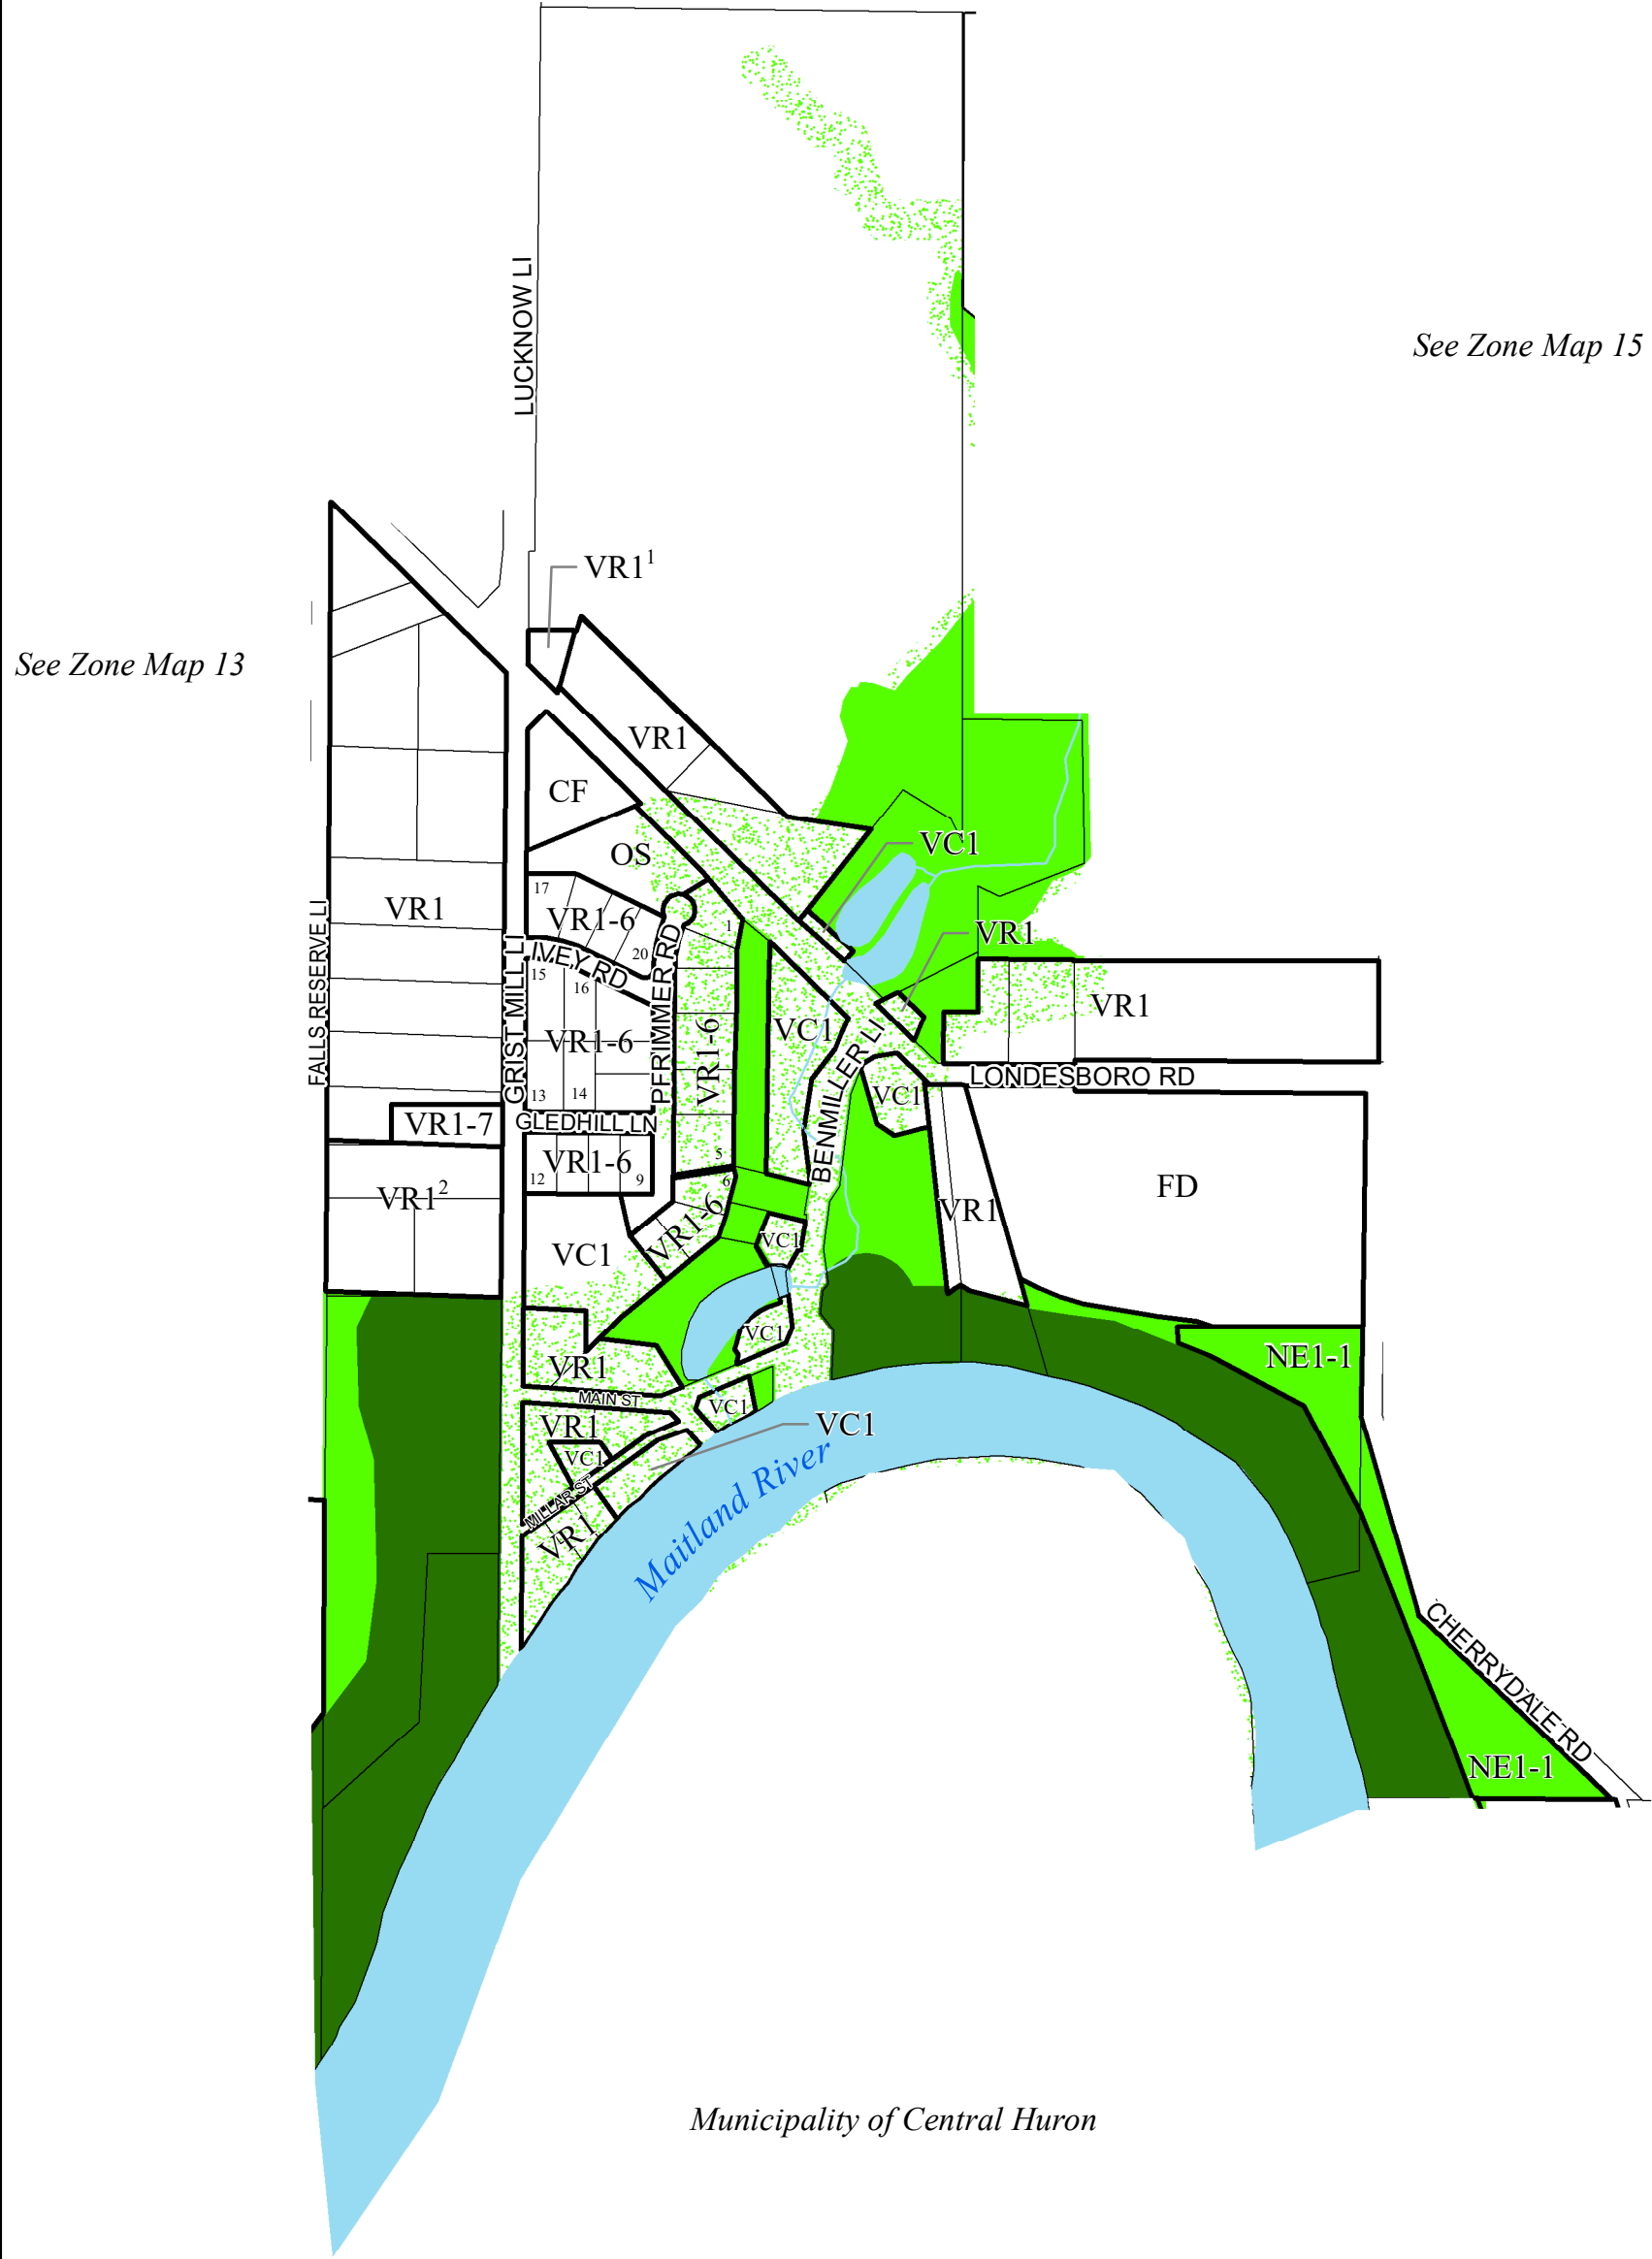 LUCKNOW LI
See Zone Map 15
VR1¹
See Zone Map 13
VR1
CF
VC1
OS
17
VR1-6
20
1
VR1
FALLS RESERVE LI
VR1
GRIST MILL LI
IVEY RD
PFRIMMER RD
15
16
VR1-6
VR1-6
VC1
BENMILLER LI
VR1
LONDESBORO RD
13
14
VC1
VR1-7
GLEDHILL LN
VR1-6
12
9
5
6
VR1²
VR1-6
VR1
FD
VC1
VC1
VC1
NE1-1
VR1
MAIN ST
VC1
VR1
VC1
VC1
MILLAR ST
VR1
Maitland River
CHERRYDALE RD
NE1-1
Municipality of Central Huron